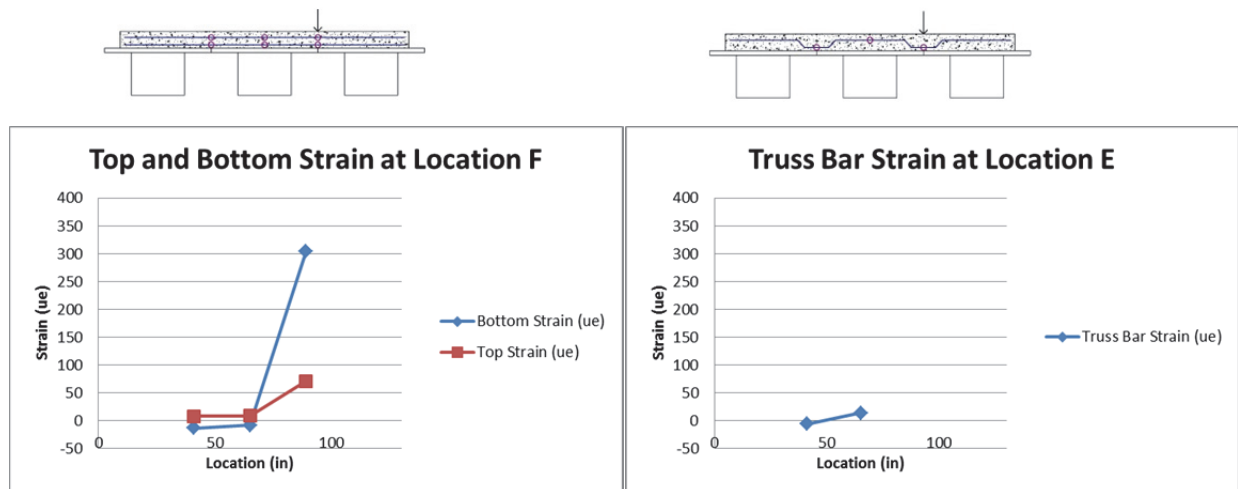 Top and Bottom Strain at Location F
400
350
300
250
200
150
100
50
0
-50
Strain (ue)
0
50
100
Location (in)
Bottom Strain (ue)
Top Strain (ue)
Truss Bar Strain at Location E
400
350
300
250
200
150
100
50
0
-50
Strain (ue)
0
50
100
Location (in)
Truss Bar Strain (ue)